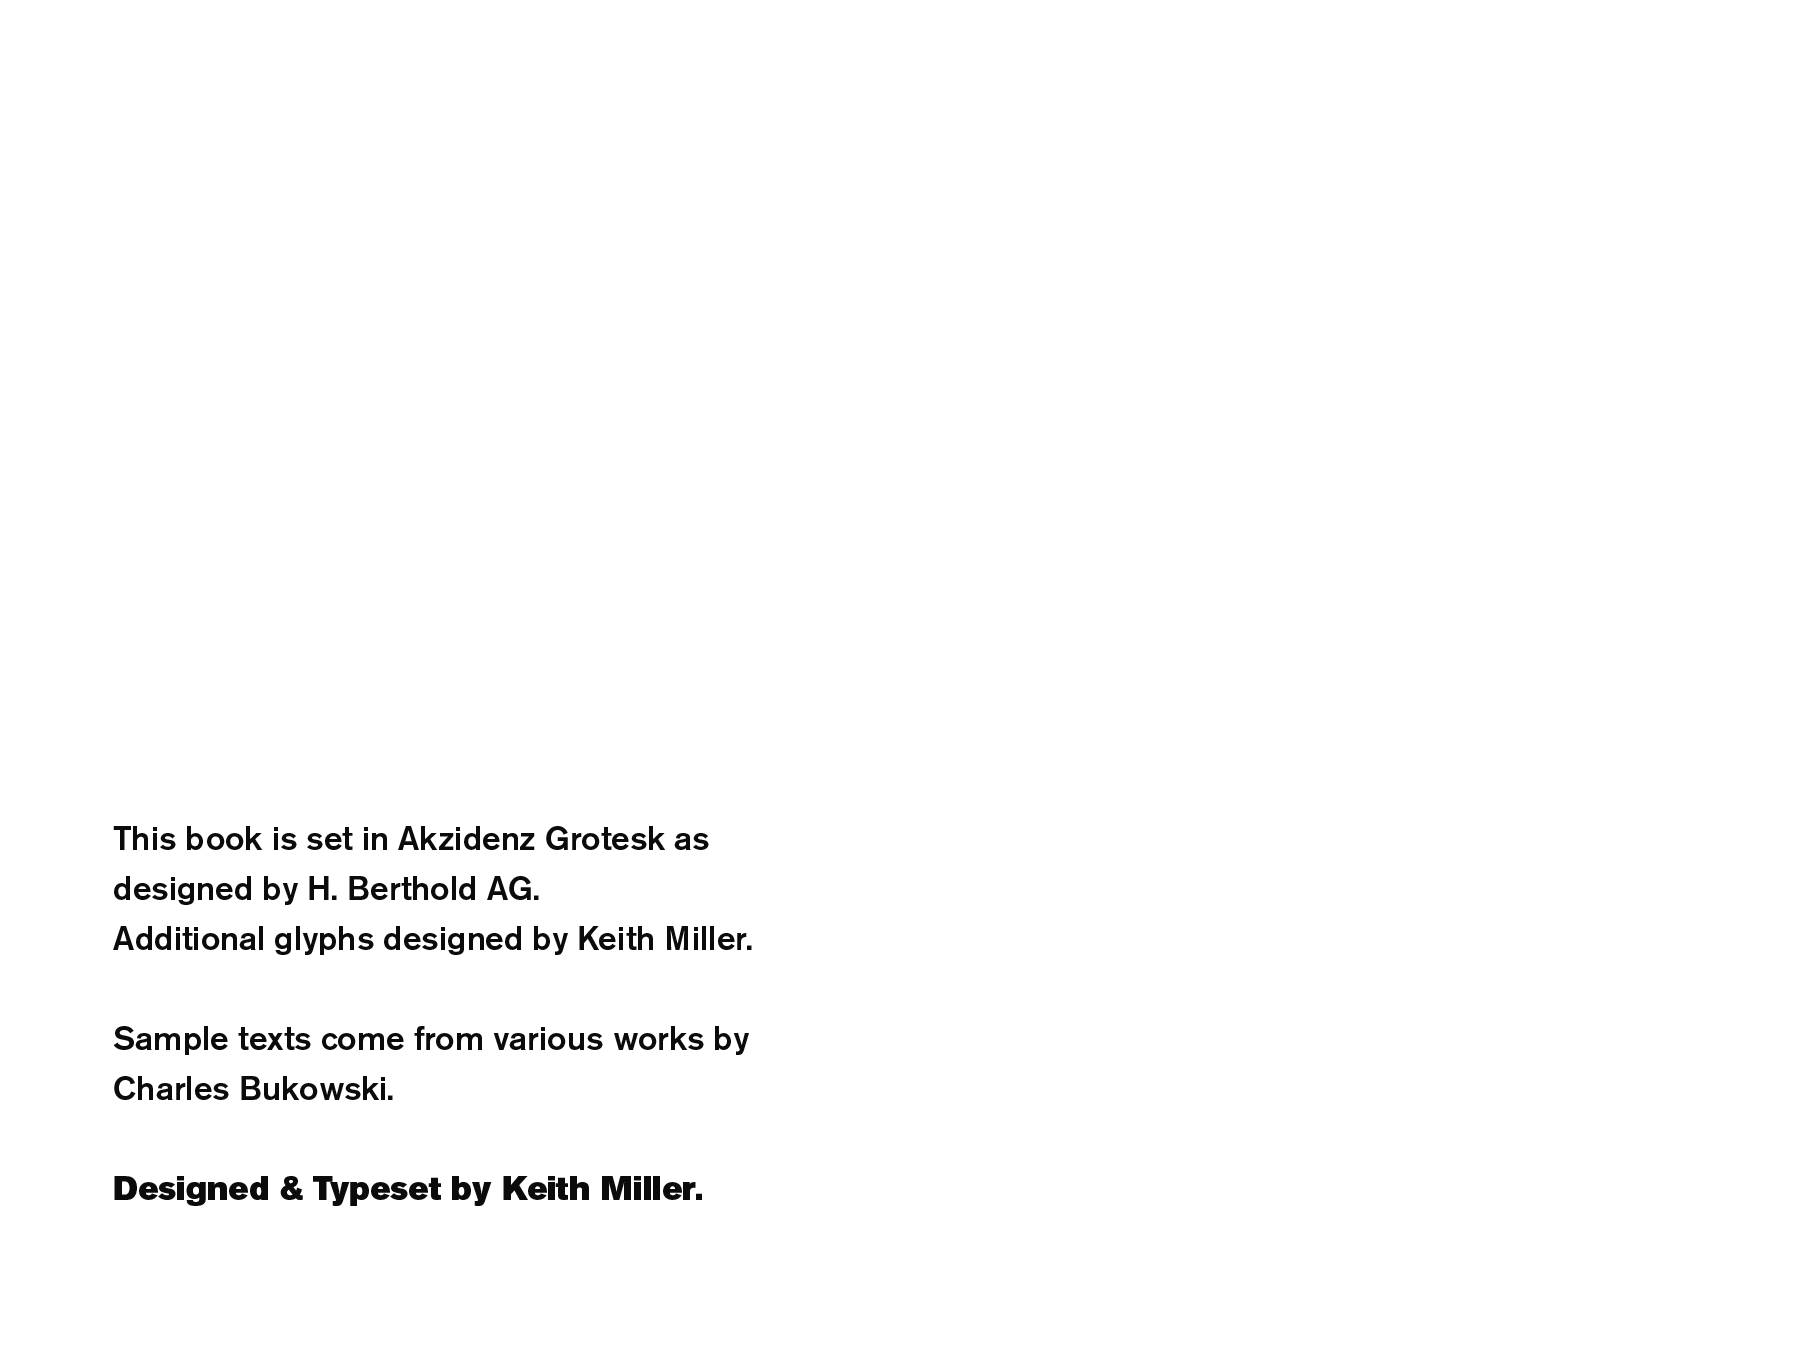 This book is set in Akzidenz Grotesk as
designed by H. Berthold AG.
Additional glyphs designed by Keith Miller.
Sample texts come from various works by
Charles Bukowski.
Designed & Typeset by Keith Miller.